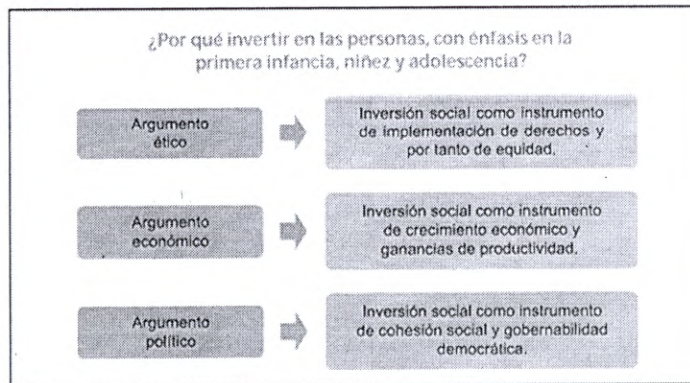 ¿Por qué invertir en las personas, con énfasis en la
primera infancia, niñez y adolescencia?
Argumento
ético
Inversión social como instrumento
de implementación de derechos y
por tanto de equidad.
Argumento
económico
Inversión social como instrumento
de crecimiento económico y
ganancias de productividad.
Argumento
político
Inversión social como instrumento
de cohesión social y gobernabilidad
democrática.